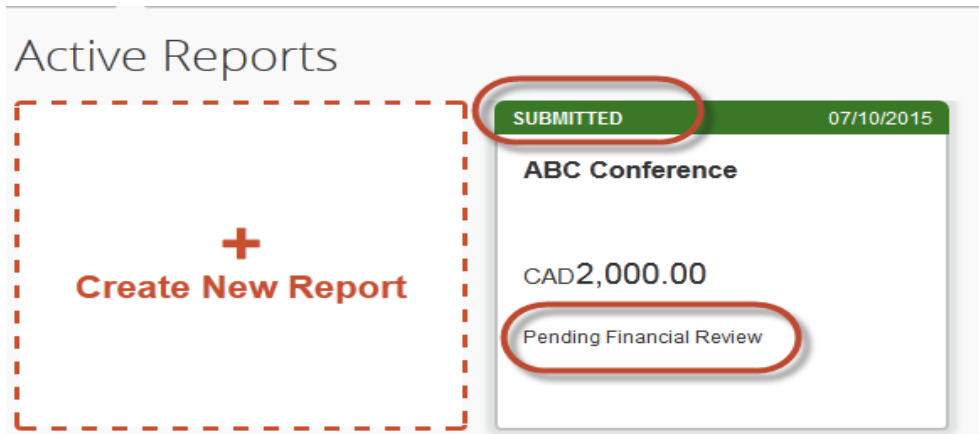 Active Reports
+
Create New Report
SUBMITTED 07/10/2015
ABC Conference
CAD2,000.00
Pending Financial Review